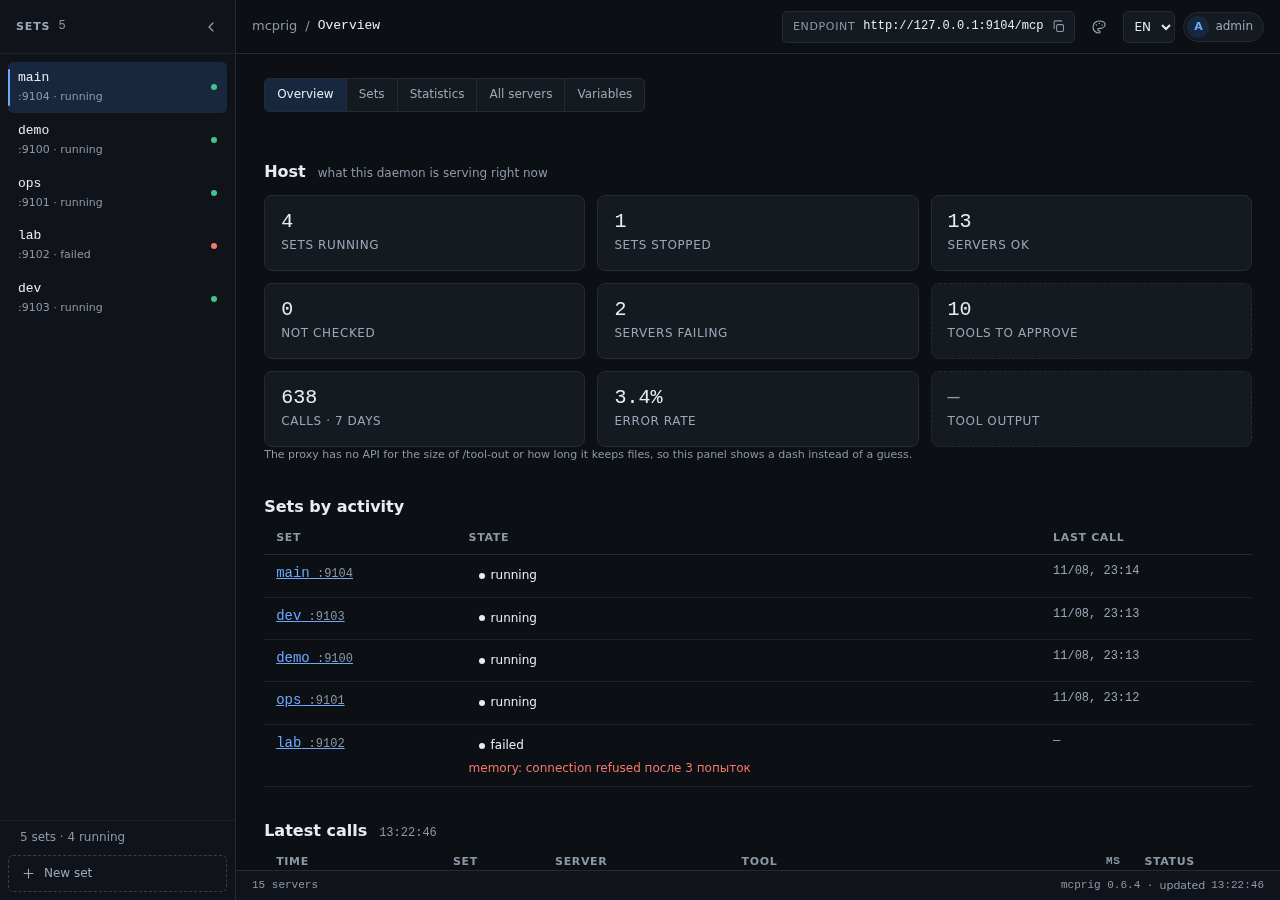 SETS 5
mcprig / Overview
ENDPOINT http://127.0.0.1:9104/mcp
EN
A admin
main
:9104 · running
demo
:9100 · running
ops
:9101 · running
lab
:9102 · failed
dev
:9103 · running
5 sets · 4 running
New set
Overview Sets Statistics All servers Variables
Host what this daemon is serving right now
4
SETS RUNNING
1
SETS STOPPED
13
SERVERS OK
0
NOT CHECKED
2
SERVERS FAILING
10
TOOLS TO APPROVE
638
CALLS · 7 DAYS
3.4%
ERROR RATE
—
TOOL OUTPUT
The proxy has no API for the size of /tool-out or how long it keeps files, so this panel shows a dash instead of a guess.
Sets by activity
SET STATE LAST CALL
main :9104 running 11/08, 23:14
dev :9103 running 11/08, 23:13
demo :9100 running 11/08, 23:13
ops :9101 running 11/08, 23:12
lab :9102 failed —
memory: connection refused после 3 попыток
Latest calls 13:22:46
TIME SET SERVER TOOL MS STATUS
15 servers
mcprig 0.6.4 · updated 13:22:46